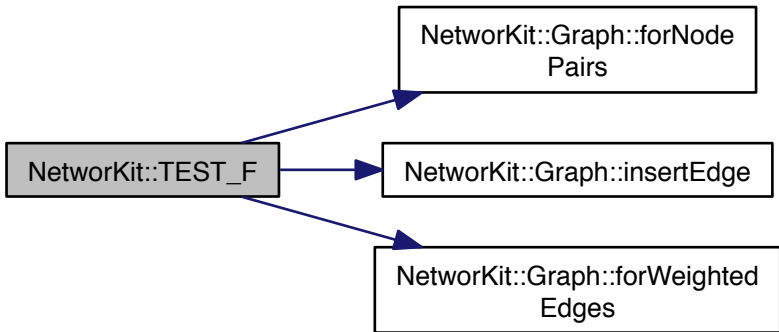 NetworKit::Graph::forNode
Pairs
NetworKit::TEST_F
NetworKit::Graph::insertEdge
NetworKit::Graph::forWeighted
Edges